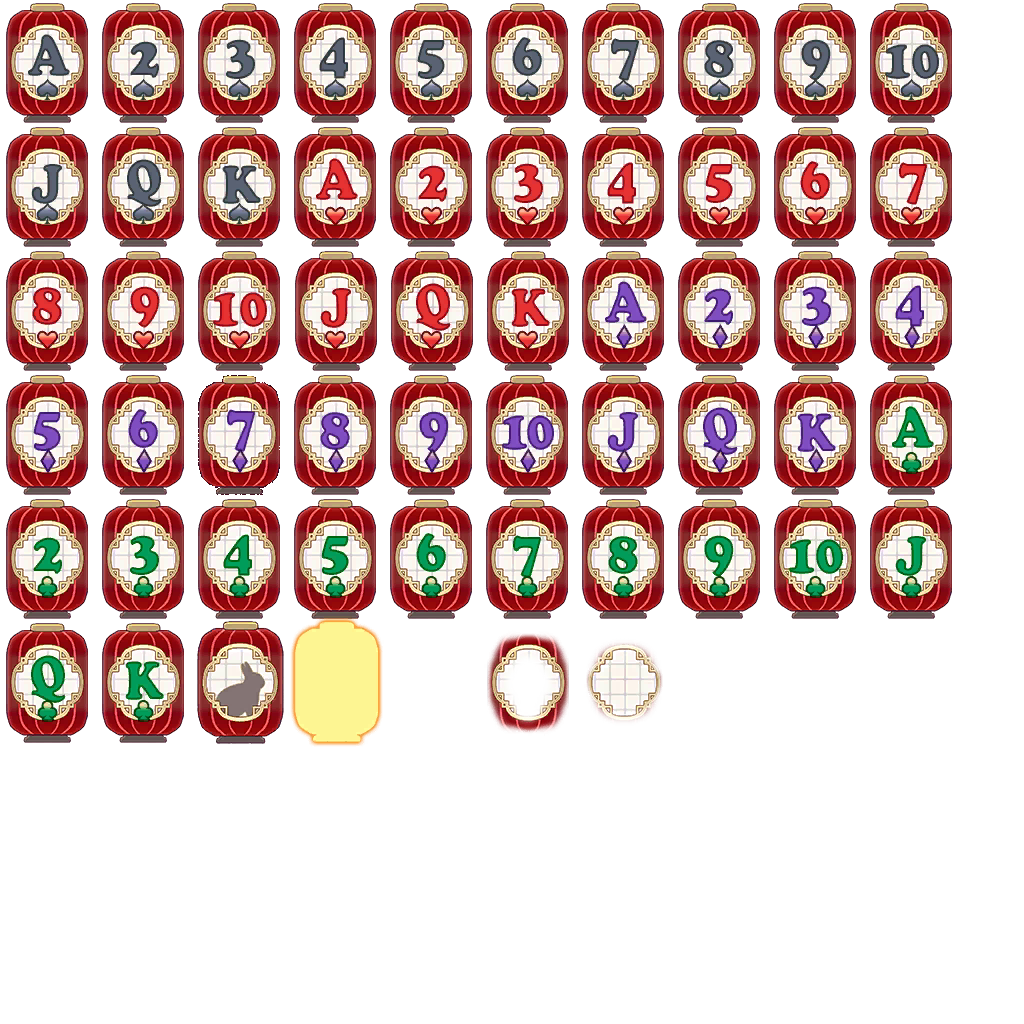 A 2 3 4 5 6 7 8 9 10
J Q K A 2 3 4 5 6 7
8 9 10 J Q K A 2 3 4
5 6 7 8 9 10 J Q K A
2 3 4 5 6 7 8 9 10 J
Q K